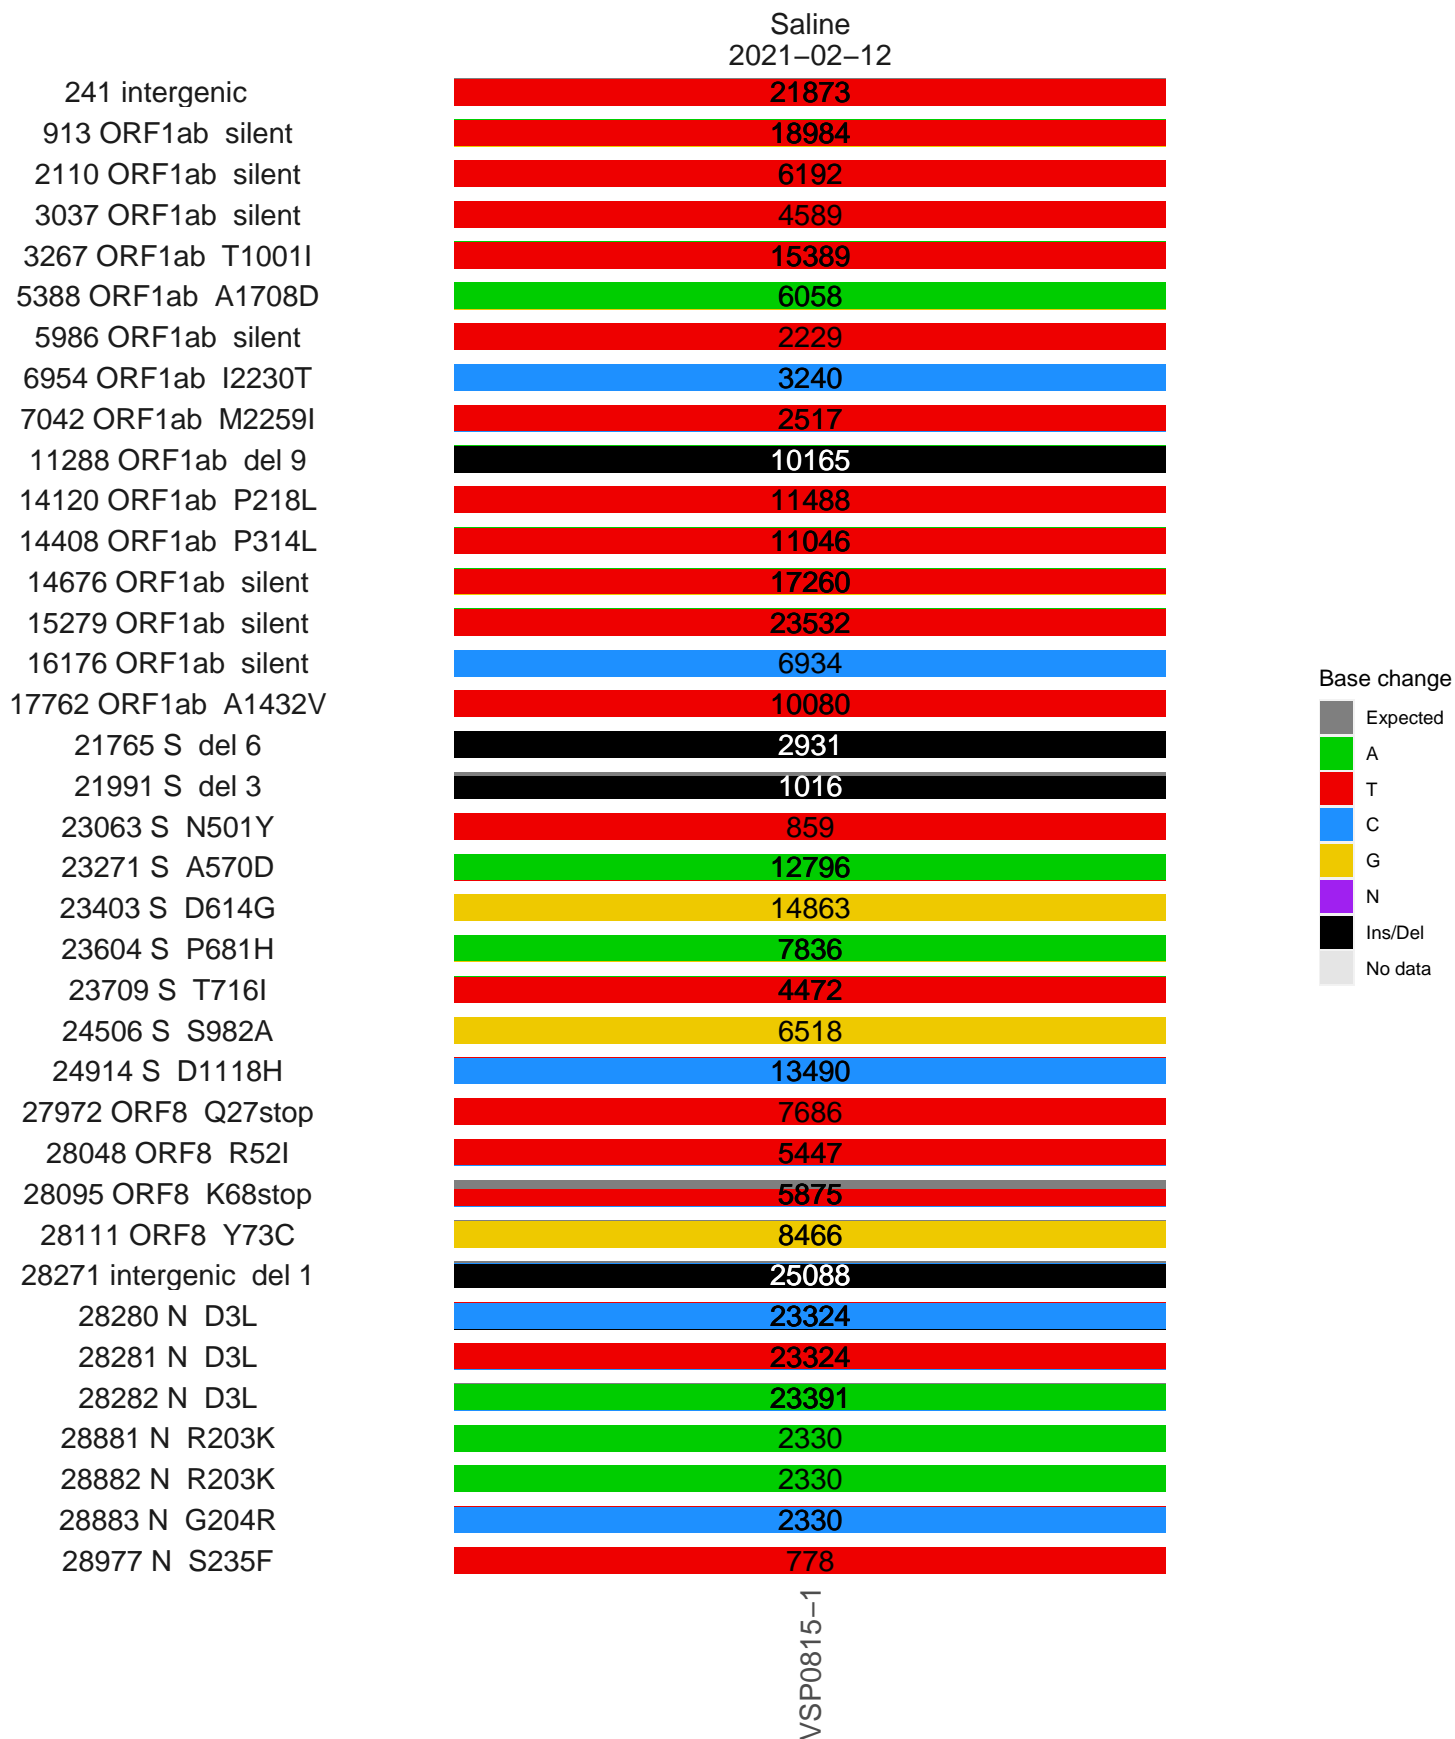 Saline
2021−02−12
241 intergenic 21873
913 ORF1ab silent 18984
2110 ORF1ab silent 6192
3037 ORF1ab silent 4589
3267 ORF1ab T1001I 15389
5388 ORF1ab A1708D 6058
5986 ORF1ab silent 2229
6954 ORF1ab I2230T 3240
7042 ORF1ab M2259I 2517
11288 ORF1ab del 9 10165
14120 ORF1ab P218L 11488
14408 ORF1ab P314L 11046
14676 ORF1ab silent 17260
15279 ORF1ab silent 23532
16176 ORF1ab silent 6934
17762 ORF1ab A1432V 10080
21765 S del 6 2931
21991 S del 3 1016
23063 S N501Y 859
23271 S A570D 12796
23403 S D614G 14863
23604 S P681H 7836
23709 S T716I 4472
24506 S S982A 6518
24914 S D1118H 13490
27972 ORF8 Q27stop 7686
28048 ORF8 R52I 5447
28095 ORF8 K68stop 5875
28111 ORF8 Y73C 8466
28271 intergenic del 1 25088
28280 N D3L 23324
28281 N D3L 23324
28282 N D3L 23391
28881 N R203K 2330
28882 N R203K 2330
28883 N G204R 2330
28977 N S235F 778
VSP0815−1
Base change
Expected
A
T
C
G
N
Ins/Del
No data